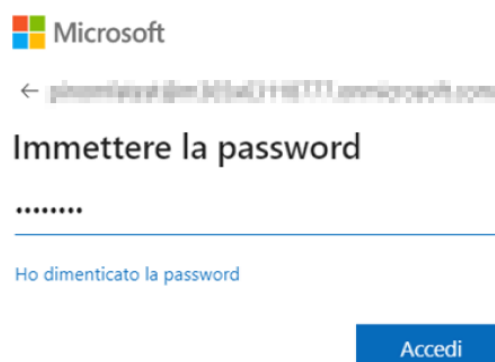 Microsoft
←
Immettere la password
••••••••
Ho dimenticato la password
Accedi